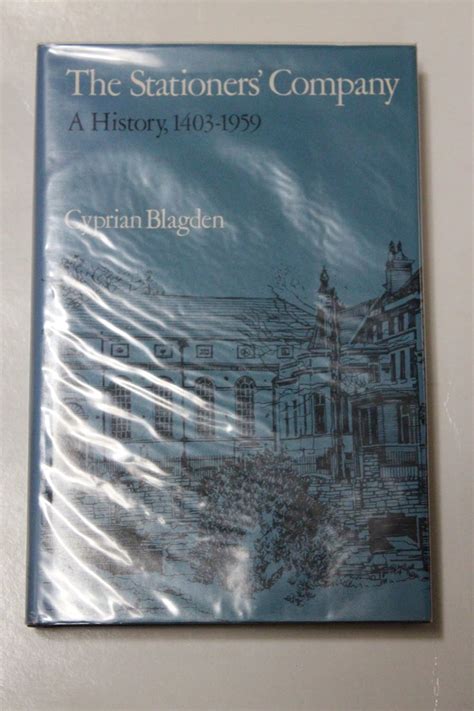 The Stationers' Company
A History, 1403-1959
Cyprian Blagden